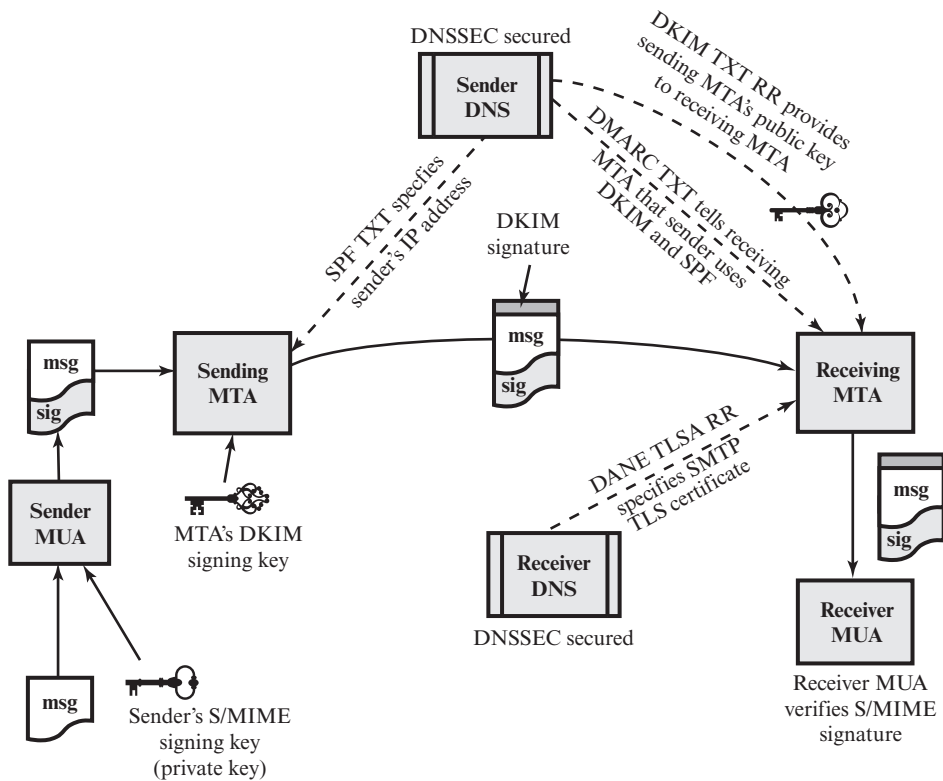 DNSSEC secured
Sender
DNS
DKIM TXT RR provides
sending MTA's public key
to receiving MTA
DMARC TXT tells receiving
MTA that sender uses
DKIM and SPF
SPF TXT specfies
sender's IP address
DKIM
signature
msg
sig
msg
sig
Sending
MTA
Receiving
MTA
DANE TLSA RR
specifies SMTP
TLS certificate
msg
sig
Sender
MUA
MTA's DKIM
signing key
Receiver
DNS
DNSSEC secured
Receiver
MUA
msg
Sender's S/MIME
signing key
(private key)
Receiver MUA
verifies S/MIME
signature